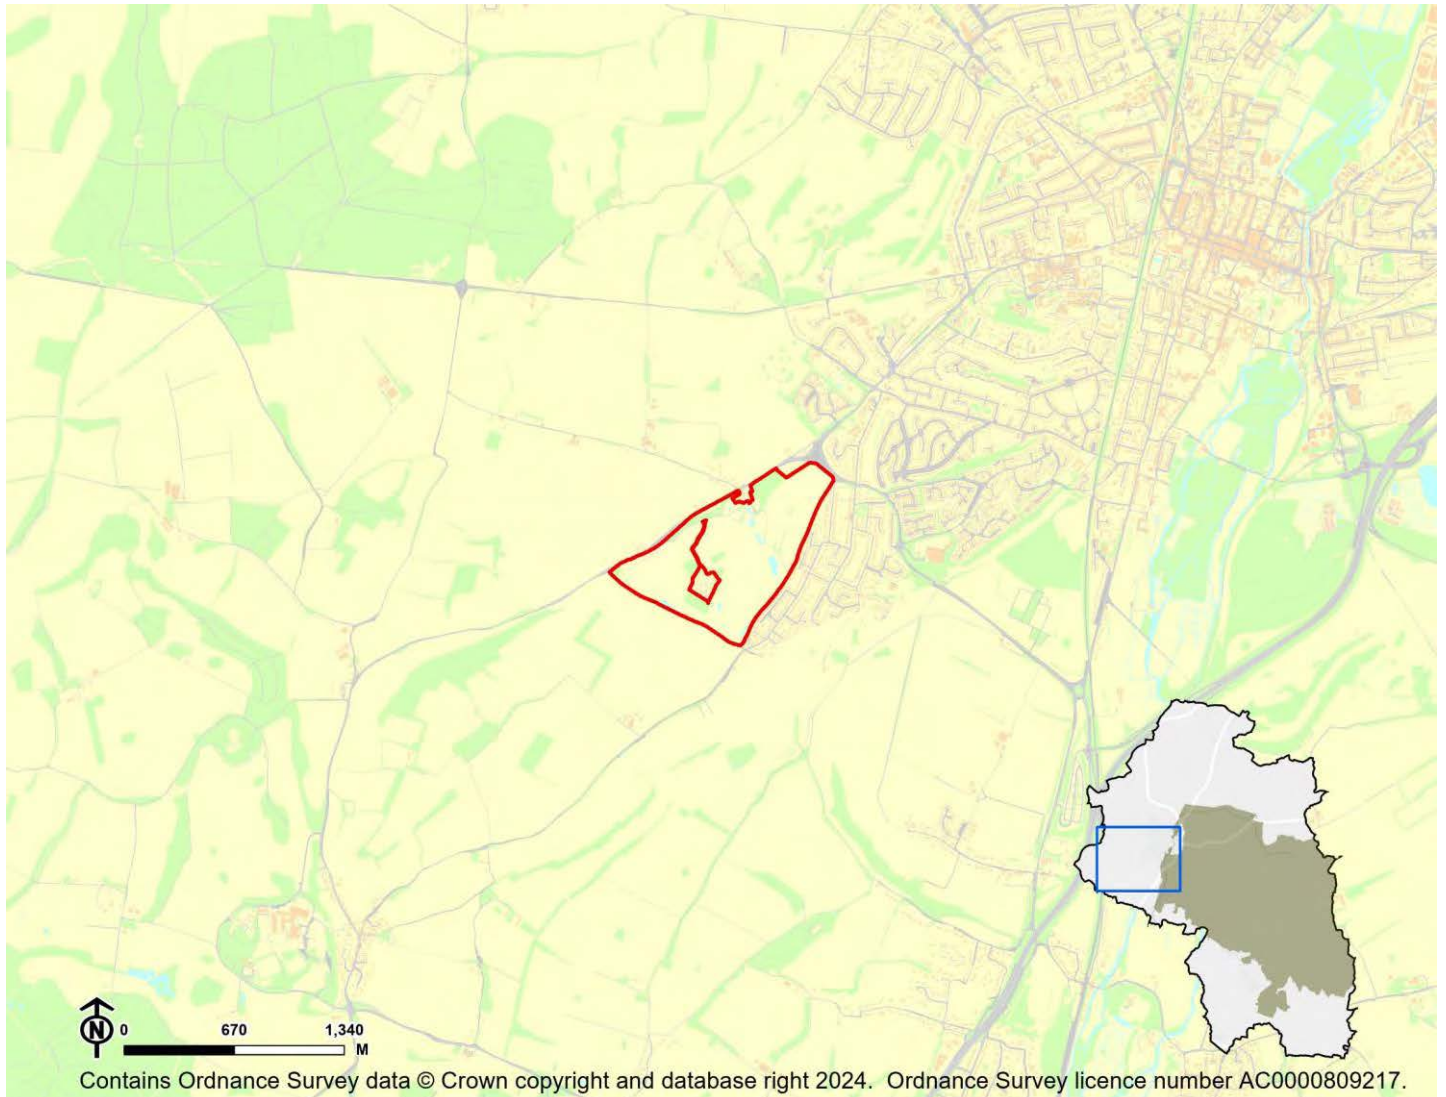 N
0 670 1,340
M
Contains Ordnance Survey data © Crown copyright and database right 2024. Ordnance Survey licence number AC0000809217.